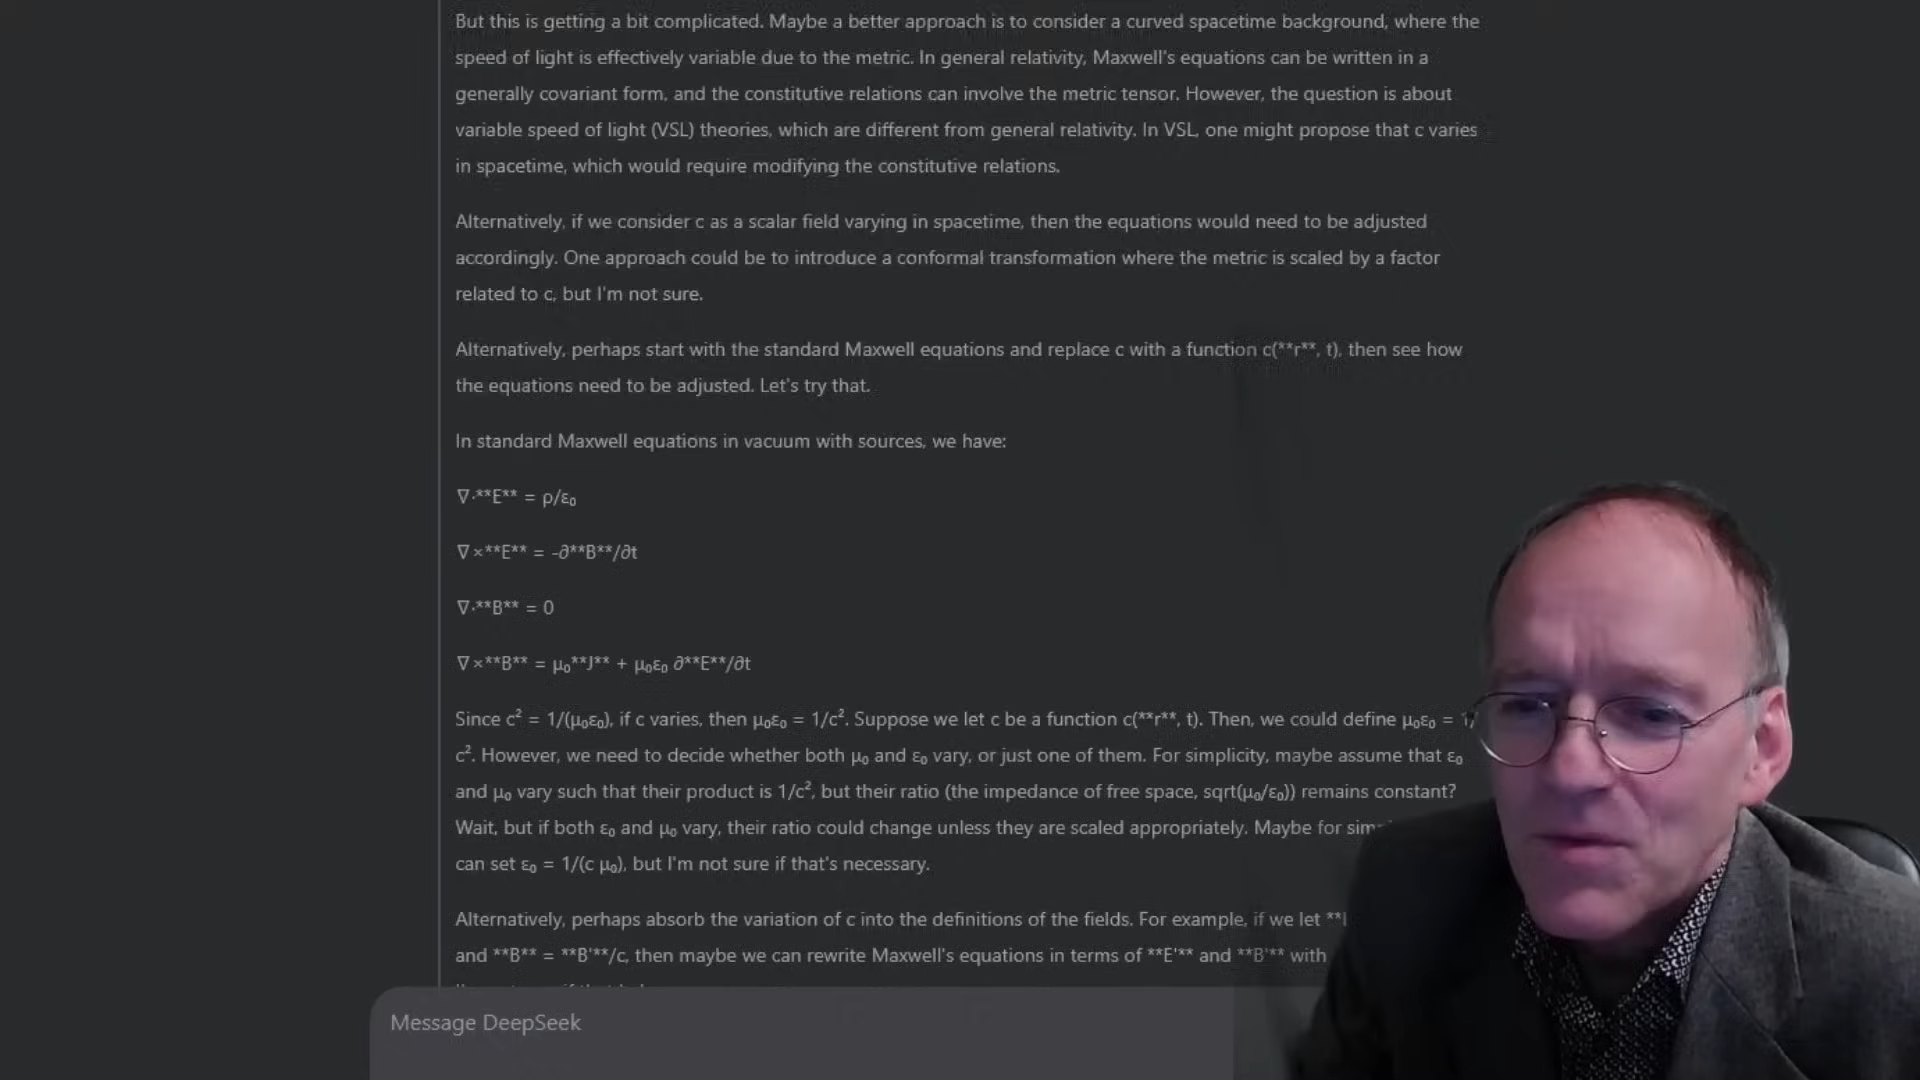 But this is getting a bit complicated. Maybe a better approach is to consider a curved spacetime background, where the
speed of light is effectively variable due to the metric. In general relativity, Maxwell's equations can be written in a
generally covariant form, and the constitutive relations can involve the metric tensor. However, the question is about
variable speed of light (VSL) theories, which are different from general relativity. In VSL, one might propose that c varies
in spacetime, which would require modifying the constitutive relations.
Alternatively, if we consider c as a scalar field varying in spacetime, then the equations would need to be adjusted
accordingly. One approach could be to introduce a conformal transformation where the metric is scaled by a factor
related to c, but I'm not sure.
Alternatively, perhaps start with the standard Maxwell equations and replace c with a function c(**r**, t), then see how
the equations need to be adjusted. Let's try that.
In standard Maxwell equations in vacuum with sources, we have:
∇·**E** = ρ/ε₀
∇×**E** = -∂**B**/∂t
∇·**B** = 0
∇×**B** = μ₀**J** + μ₀ε₀ ∂**E**/∂t
Since c² = 1/(μ₀ε₀), if c varies, then μ₀ε₀ = 1/c². Suppose we let c be a function c(**r**, t). Then, we could define μ₀ε₀ = 1/
c². However, we need to decide whether both μ₀ and ε₀ vary, or just one of them. For simplicity, maybe assume that ε₀
and μ₀ vary such that their product is 1/c², but their ratio (the impedance of free space, sqrt(μ₀/ε₀)) remains constant?
Wait, but if both ε₀ and μ₀ vary, their ratio could change unless they are scaled appropriately. Maybe for
can set ε₀ = 1/(c μ₀), but I'm not sure if that's necessary.
Alternatively, perhaps absorb the variation of c into the definitions of the fields. For example, if we let
and **B** = **B'**/c, then maybe we can rewrite Maxwell's equations in terms of **E'** and **B'** with
Message DeepSeek